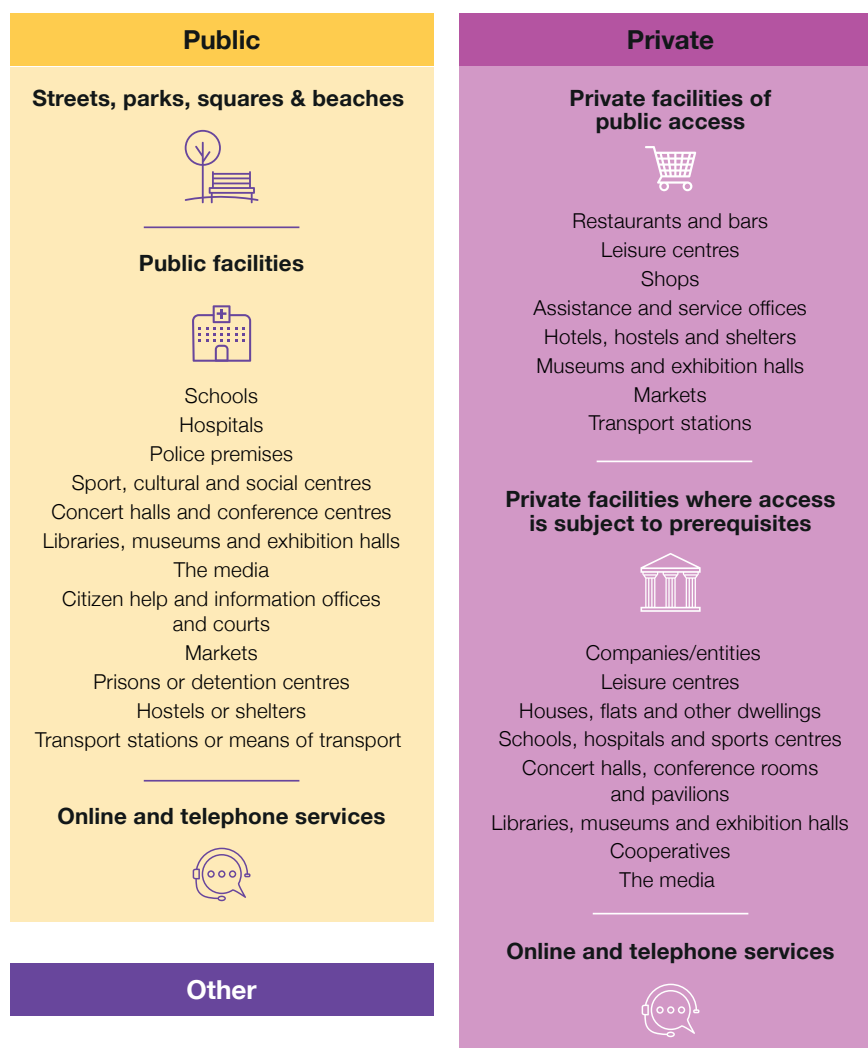 Public
Streets, parks, squares & beaches
Public facilities
Schools
Hospitals
Police premises
Sport, cultural and social centres
Concert halls and conference centres
Libraries, museums and exhibition halls
The media
Citizen help and information offices
and courts
Markets
Prisons or detention centres
Hostels or shelters
Transport stations or means of transport
Online and telephone services
Other
Private
Private facilities of
public access
Restaurants and bars
Leisure centres
Shops
Assistance and service offices
Hotels, hostels and shelters
Museums and exhibition halls
Markets
Transport stations
Private facilities where access
is subject to prerequisites
Companies/entities
Leisure centres
Houses, flats and other dwellings
Schools, hospitals and sports centres
Concert halls, conference rooms
and pavilions
Libraries, museums and exhibition halls
Cooperatives
The media
Online and telephone services